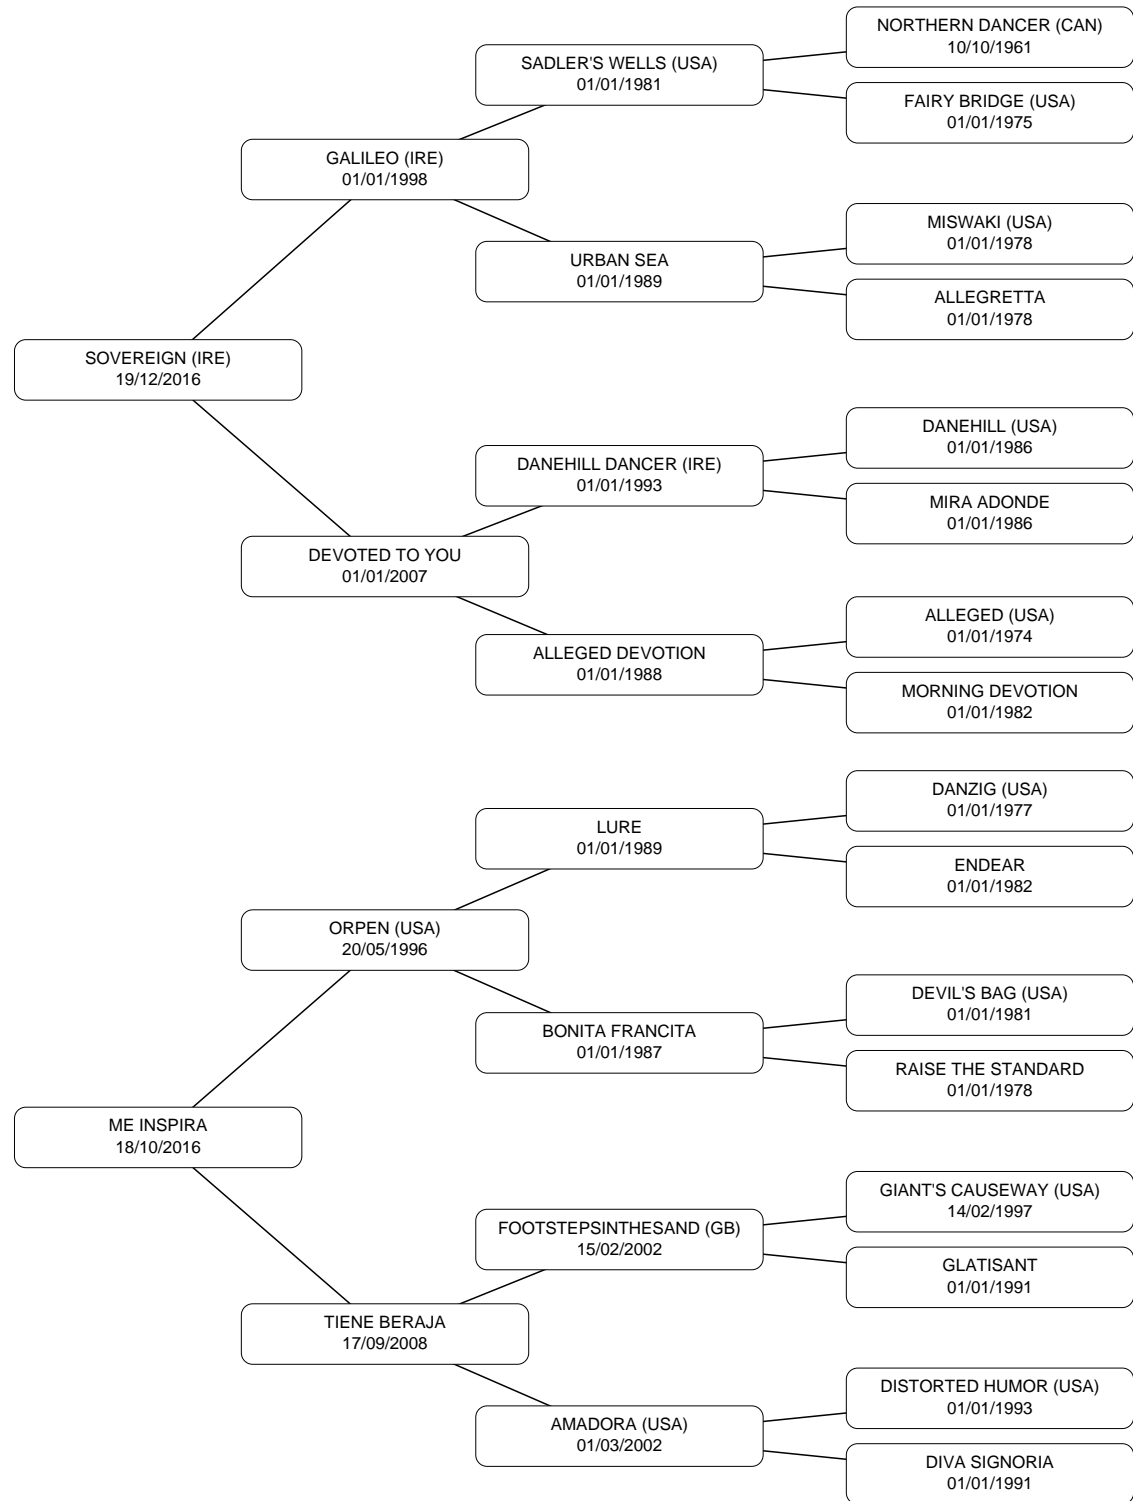 NORTHERN DANCER (CAN)
10/10/1961
SADLER'S WELLS (USA)
01/01/1981
FAIRY BRIDGE (USA)
01/01/1975
GALILEO (IRE)
01/01/1998
MISWAKI (USA)
01/01/1978
URBAN SEA
01/01/1989
ALLEGRETTA
01/01/1978
SOVEREIGN (IRE)
19/12/2016
DANEHILL (USA)
01/01/1986
DANEHILL DANCER (IRE)
01/01/1993
MIRA ADONDE
01/01/1986
DEVOTED TO YOU
01/01/2007
ALLEGED (USA)
01/01/1974
ALLEGED DEVOTION
01/01/1988
MORNING DEVOTION
01/01/1982
DANZIG (USA)
01/01/1977
LURE
01/01/1989
ENDEAR
01/01/1982
ORPEN (USA)
20/05/1996
DEVIL'S BAG (USA)
01/01/1981
BONITA FRANCITA
01/01/1987
RAISE THE STANDARD
01/01/1978
ME INSPIRA
18/10/2016
GIANT'S CAUSEWAY (USA)
14/02/1997
FOOTSTEPSINTHESAND (GB)
15/02/2002
GLATISANT
01/01/1991
TIENE BERAJA
17/09/2008
DISTORTED HUMOR (USA)
01/01/1993
AMADORA (USA)
01/03/2002
DIVA SIGNORIA
01/01/1991